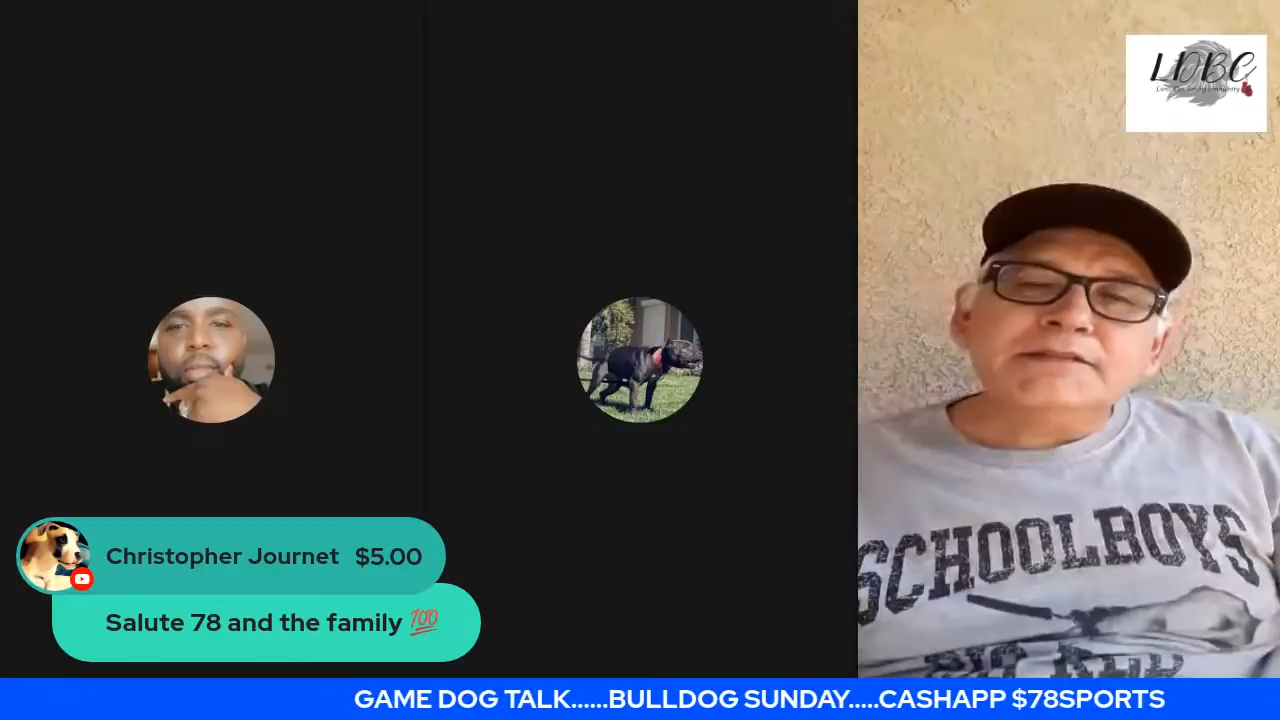 LDBC
Christopher Journet $5.00
Salute 78 and the family 💯
SCHOOLBOYS
GAME DOG TALK......BULLDOG SUNDAY.....CASHAPP $78SPORTS